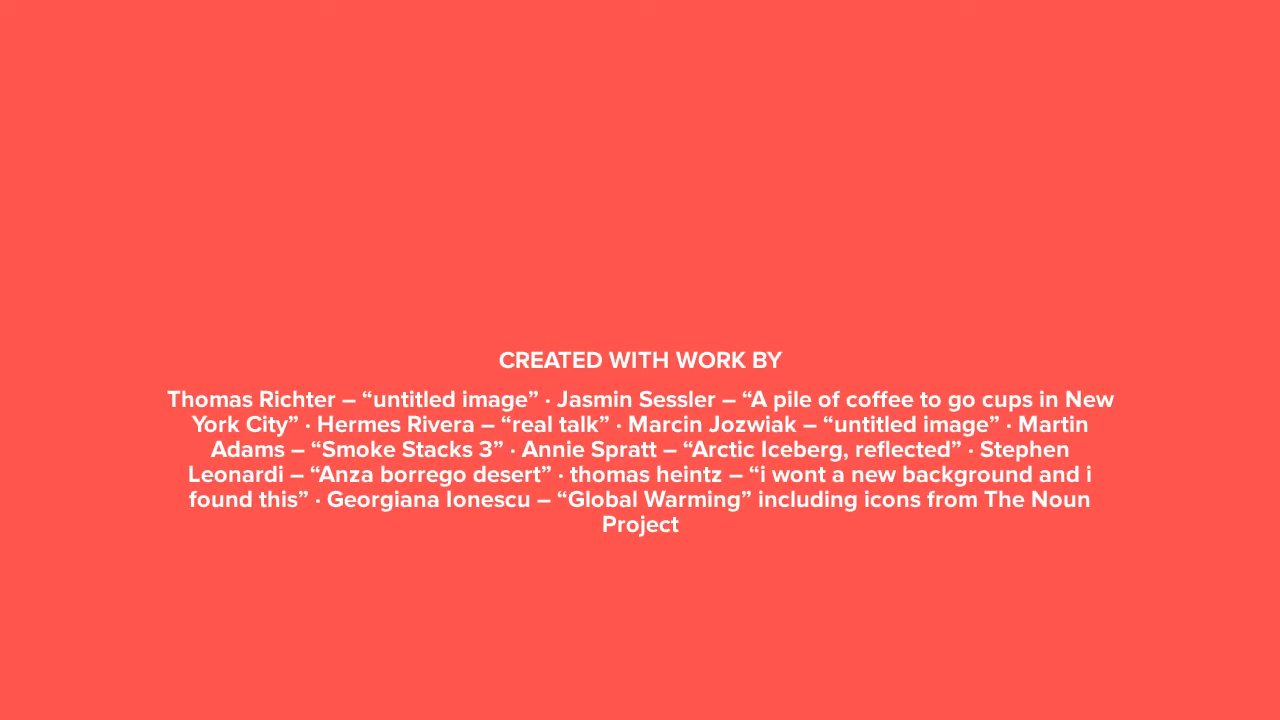 CREATED WITH WORK BY
Thomas Richter – “untitled image” · Jasmin Sessler – “A pile of coffee to go cups in New
York City” · Hermes Rivera – “real talk” · Marcin Jozwiak – “untitled image” · Martin
Adams – “Smoke Stacks 3” · Annie Spratt – “Arctic Iceberg, reflected” · Stephen
Leonardi – “Anza borrego desert” · thomas heintz – “i wont a new background and i
found this” · Georgiana Ionescu – “Global Warming” including icons from The Noun
Project